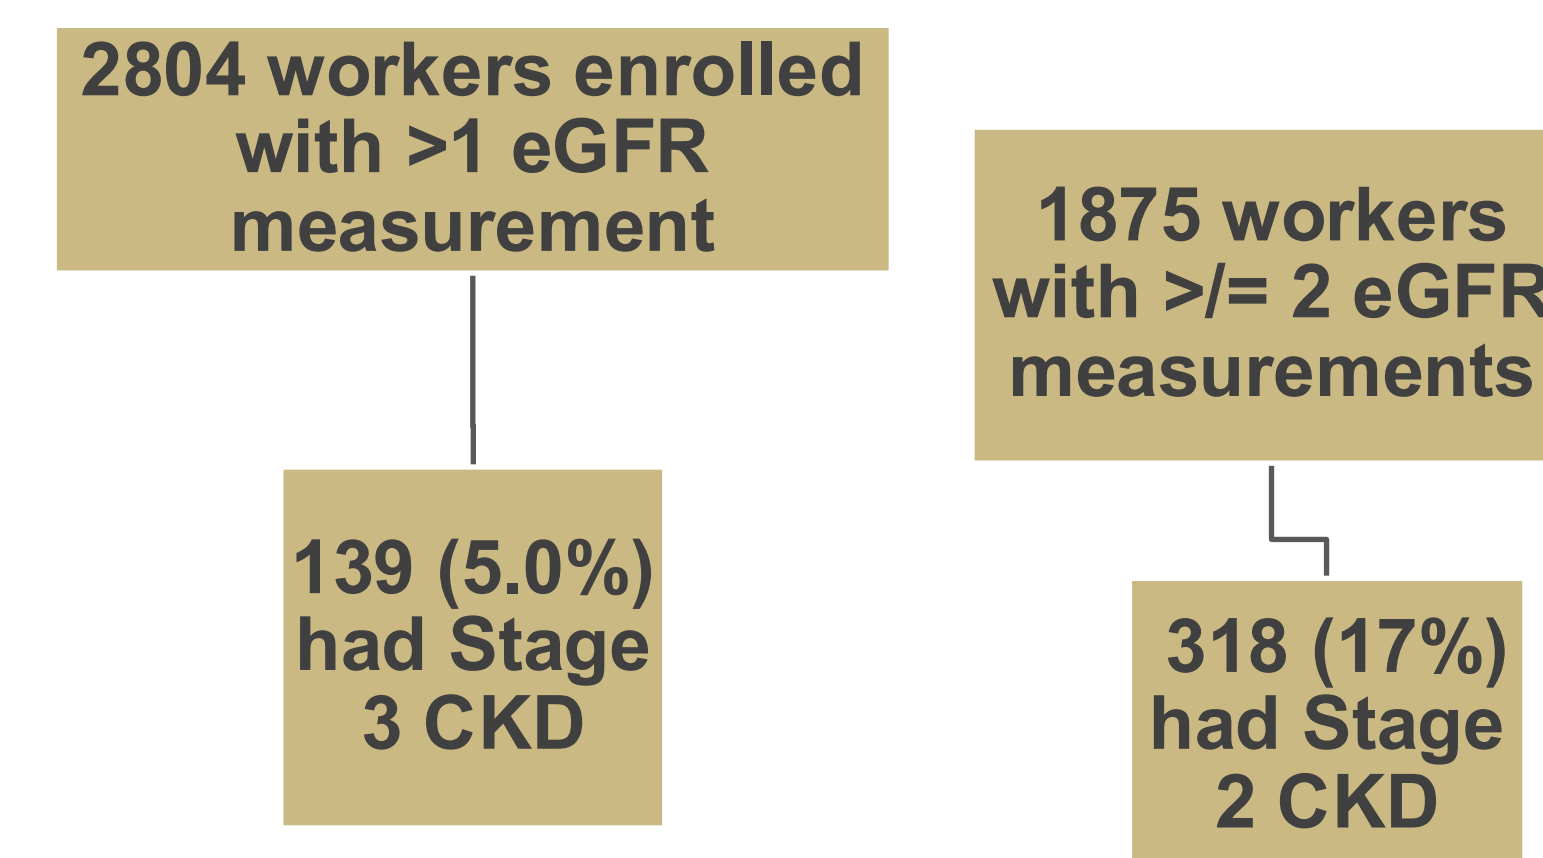 2804 workers enrolled
with >1 eGFR
measurement
1875 workers
with >/= 2 eGFR
measurements
139 (5.0%)
had Stage
3 CKD
318 (17%)
had Stage
2 CKD